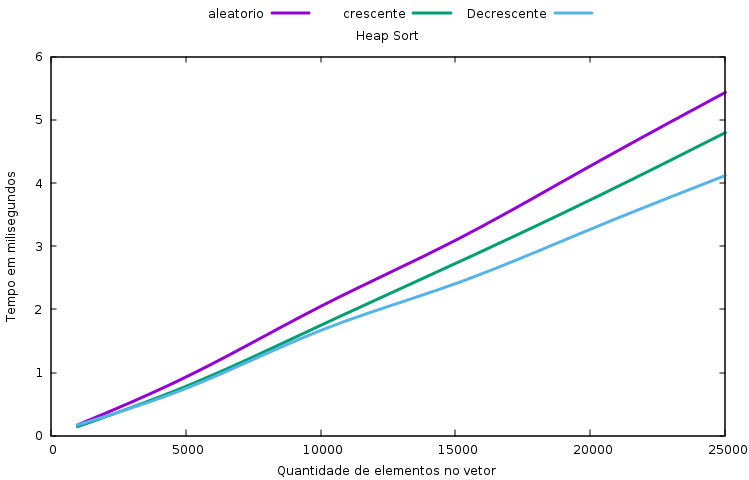 aleatorio crescente Decrescente
Heap Sort
6
5
4
3
2
1
0
Tempo em milisegundos
0 5000 10000 15000 20000 25000
Quantidade de elementos no vetor